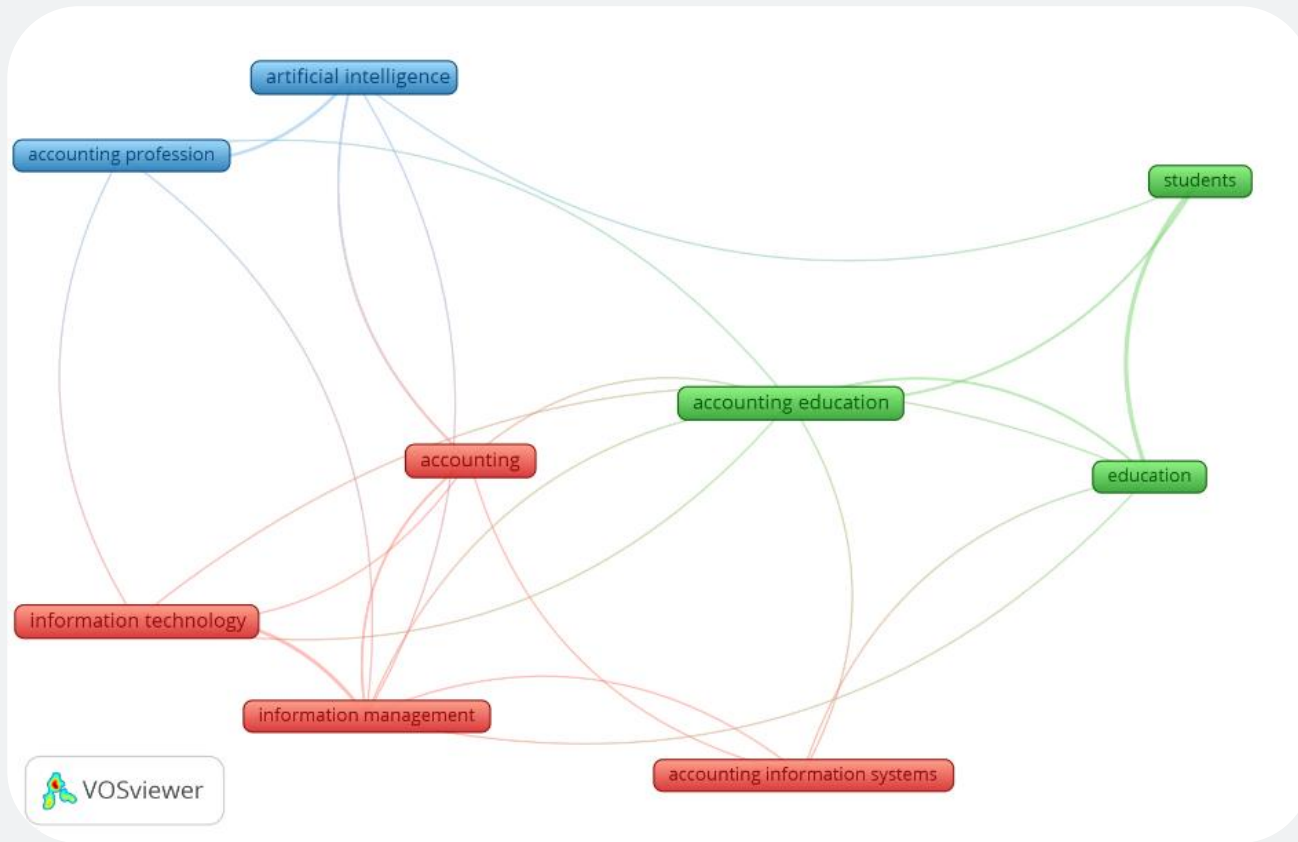 artificial intelligence
accounting profession
students
accounting education
accounting
education
information technology
information management
accounting information systems
VOSviewer